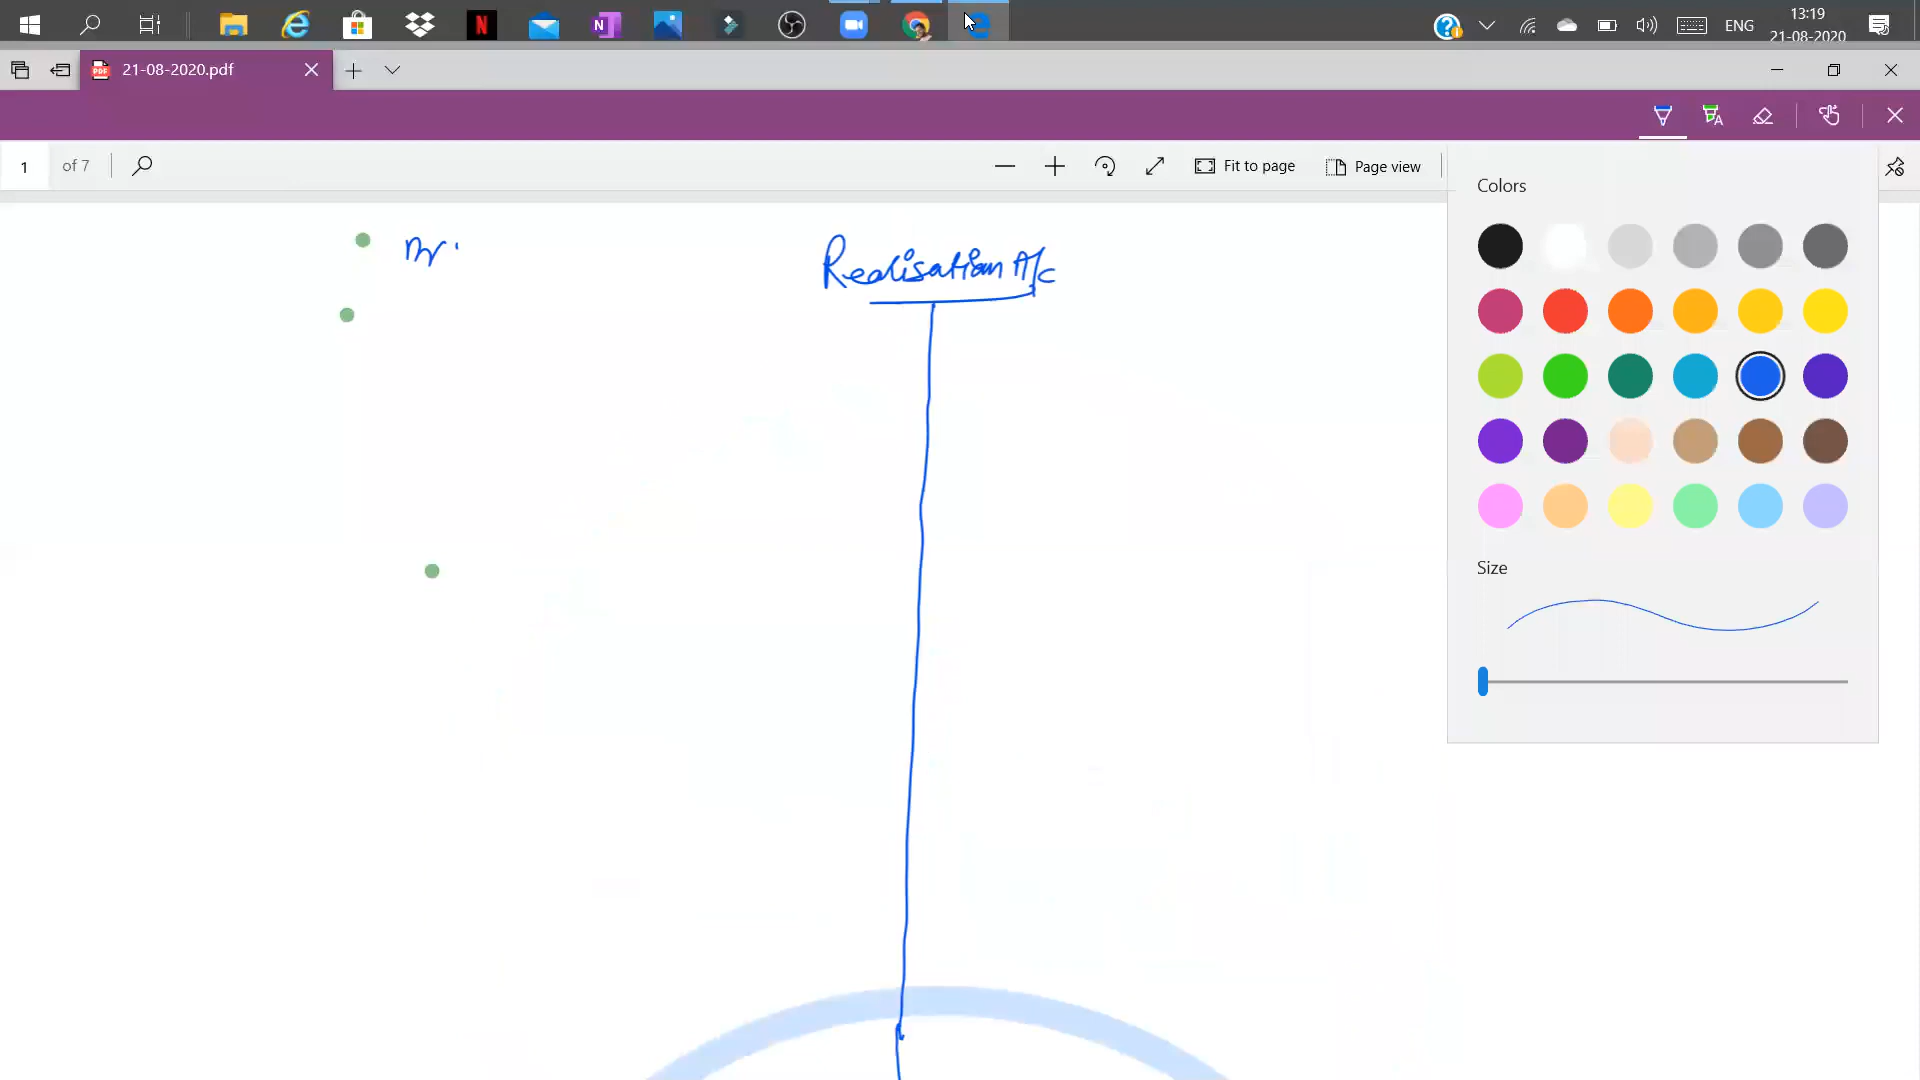 13:19
ENG
21-08-2020
21-08-2020.pdf
1 of 7
Fit to page
Page view
Colors
Dr.
Realisation A/c
Size